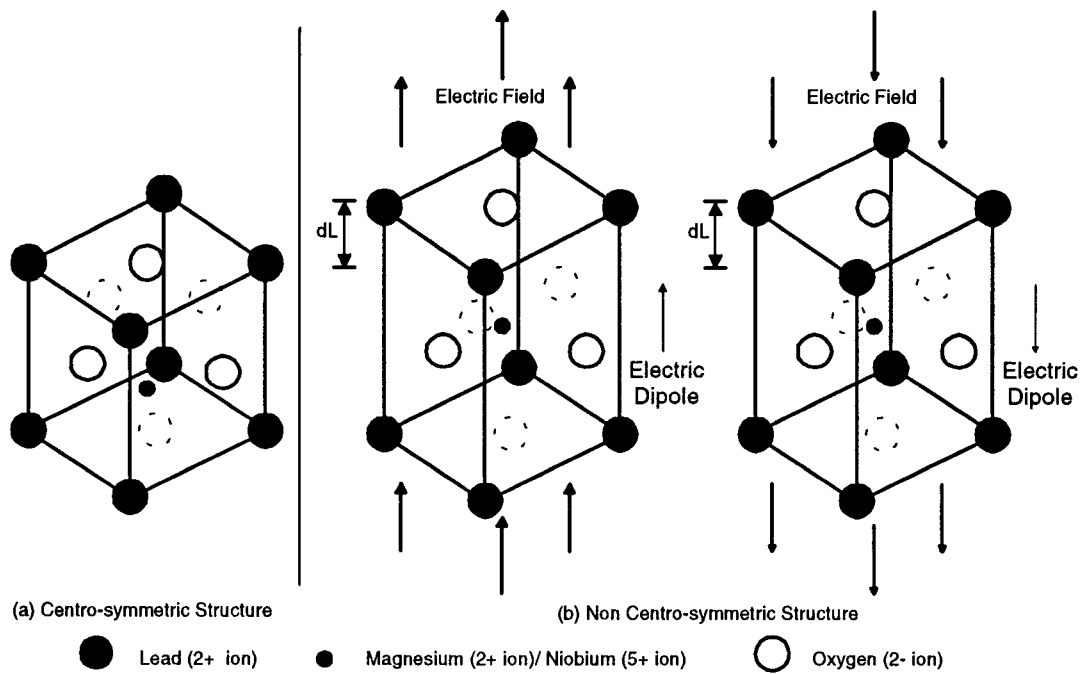 Electric Field
Electric Field
dL
dL
Electric
Dipole
Electric
Dipole
(a) Centro-symmetric Structure
(b) Non Centro-symmetric Structure
Lead (2+ ion)
Magnesium (2+ ion)/ Niobium (5+ ion)
Oxygen (2- ion)